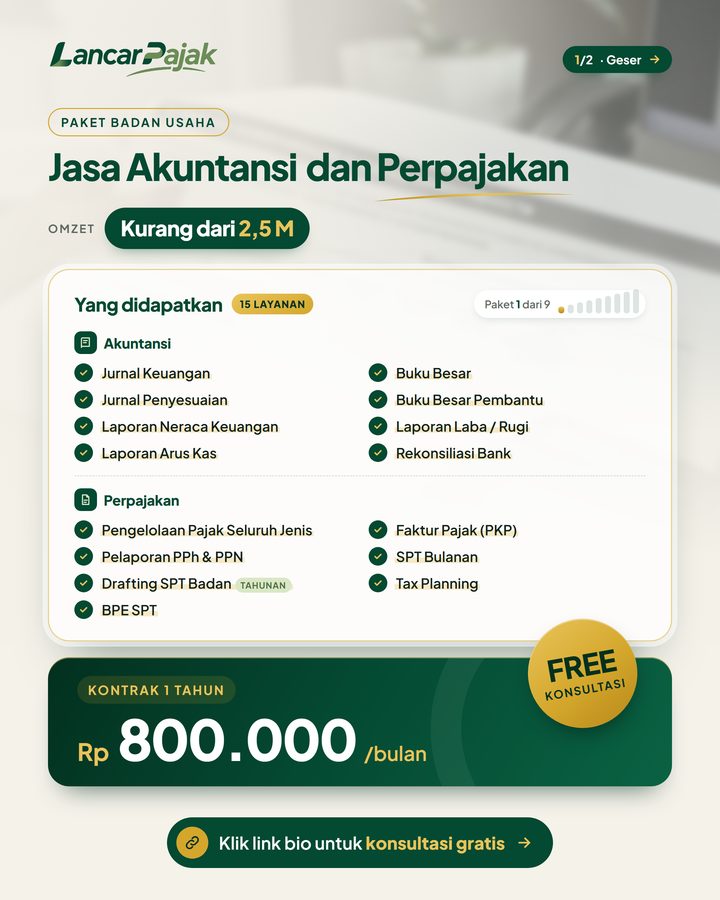 LancarPajak
1/2 · Geser →
PAKET BADAN USAHA
Jasa Akuntansi dan Perpajakan
OMZET Kurang dari 2,5 M
Yang didapatkan 15 LAYANAN
Paket 1 dari 9
Akuntansi
Jurnal Keuangan
Buku Besar
Jurnal Penyesuaian
Buku Besar Pembantu
Laporan Neraca Keuangan
Laporan Laba / Rugi
Laporan Arus Kas
Rekonsiliasi Bank
Perpajakan
Pengelolaan Pajak Seluruh Jenis
Faktur Pajak (PKP)
Pelaporan PPh & PPN
SPT Bulanan
Drafting SPT Badan TAHUNAN
Tax Planning
BPE SPT
FREE
KONSULTASI
KONTRAK 1 TAHUN
Rp 800.000 /bulan
Klik link bio untuk konsultasi gratis →